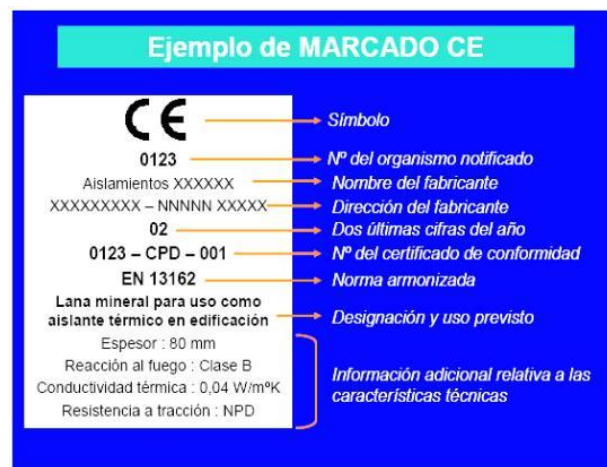 Ejemplo de MARCADO CE
CE
Símbolo
0123
Nº del organismo notificado
Aislamientos XXXXXX
Nombre del fabricante
XXXXXXXXX – NNNNN XXXXX
Dirección del fabricante
02
Dos últimas cifras del año
0123 – CPD – 001
Nº del certificado de conformidad
EN 13162
Norma armonizada
Lana mineral para uso como
aislante térmico en edificación
Designación y uso previsto
Espesor : 80 mm
Reacción al fuego : Clase B
Conductividad térmica : 0,04 W/mºK
Resistencia a tracción : NPD
Información adicional relativa a las
características técnicas